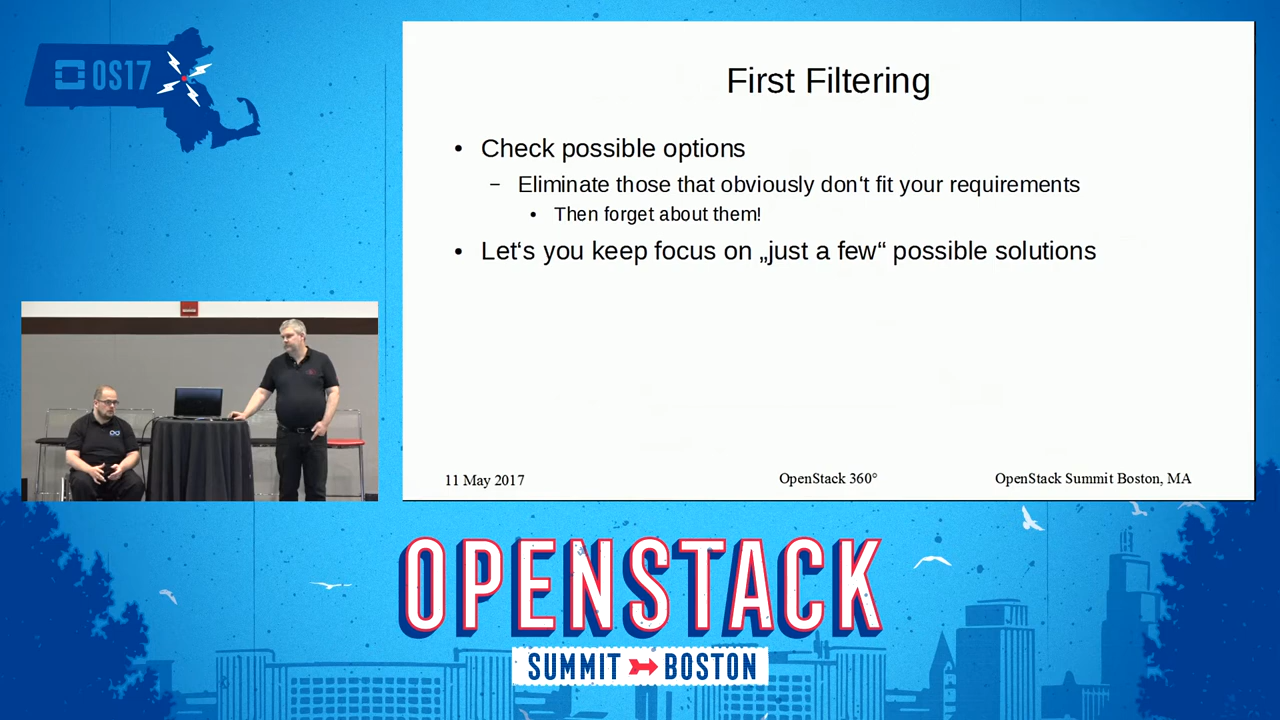 OS17
First Filtering
• Check possible options
– Eliminate those that obviously don‘t fit your requirements
• Then forget about them!
• Let‘s you keep focus on „just a few“ possible solutions
11 May 2017
OpenStack 360°
OpenStack Summit Boston, MA
OPENSTACK
SUMMIT BOSTON